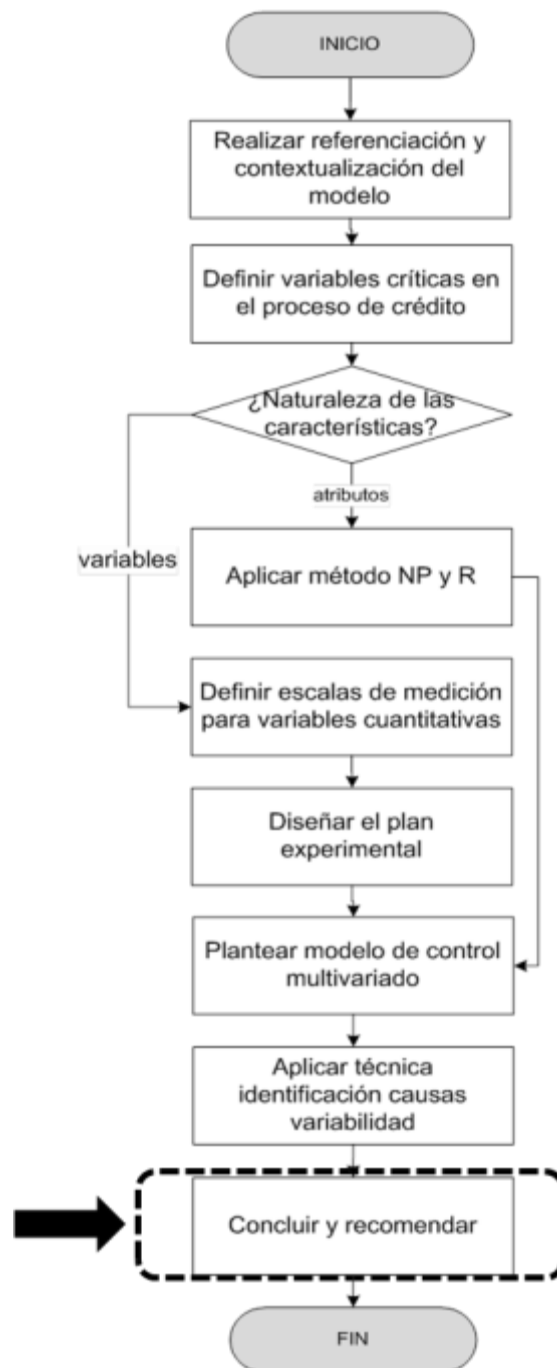 INICIO
Realizar referenciación y
contextualización del
modelo
Definir variables críticas en
el proceso de crédito
¿Naturaleza de las
características?
atributos
variables
Aplicar método NP y R
Definir escalas de medición
para variables cuantitativas
Diseñar el plan
experimental
Plantear modelo de control
multivariado
Aplicar técnica
identificación causas
variabilidad
Concluir y recomendar
FIN